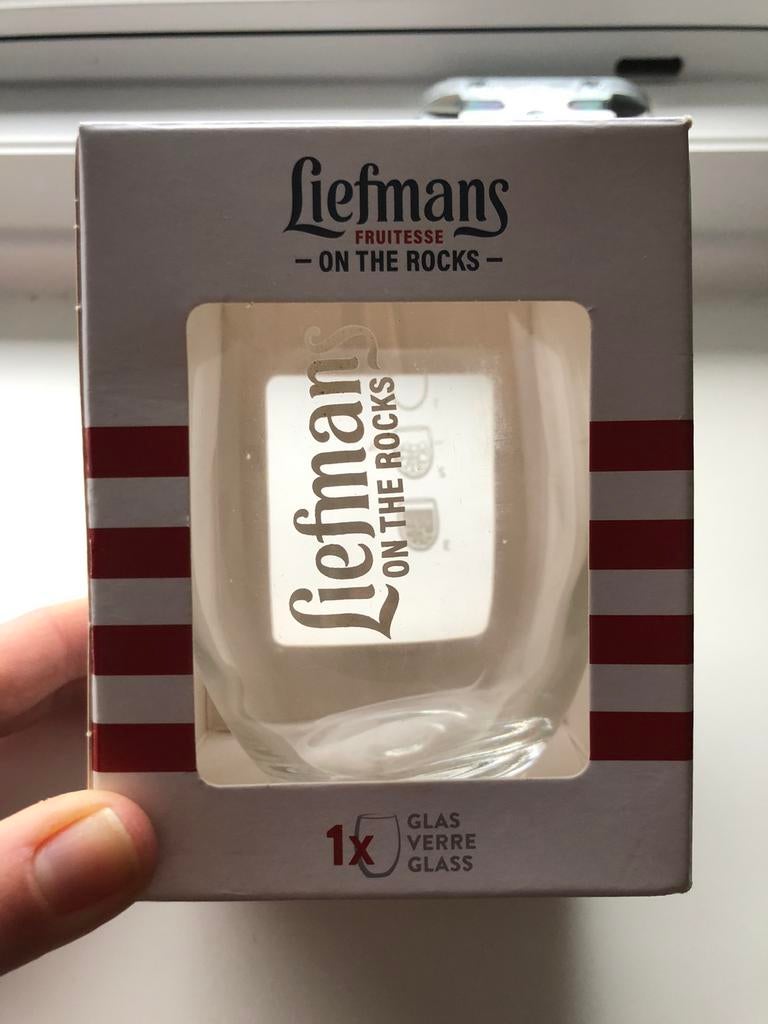 Liefmans
FRUITESSE
– ON THE ROCKS –
Liefmans
ON THE ROCKS
1x
GLAS
VERRE
GLASS